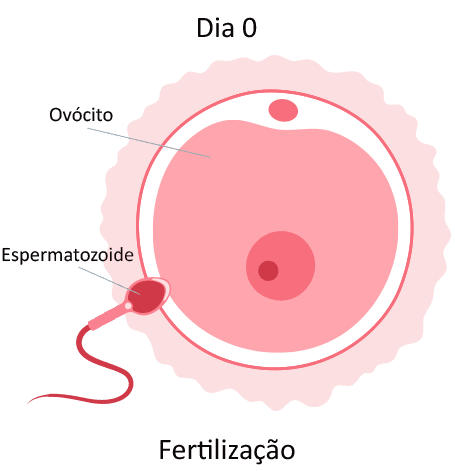 Dia 0
Ovócito
Espermatozoide
Fertilização